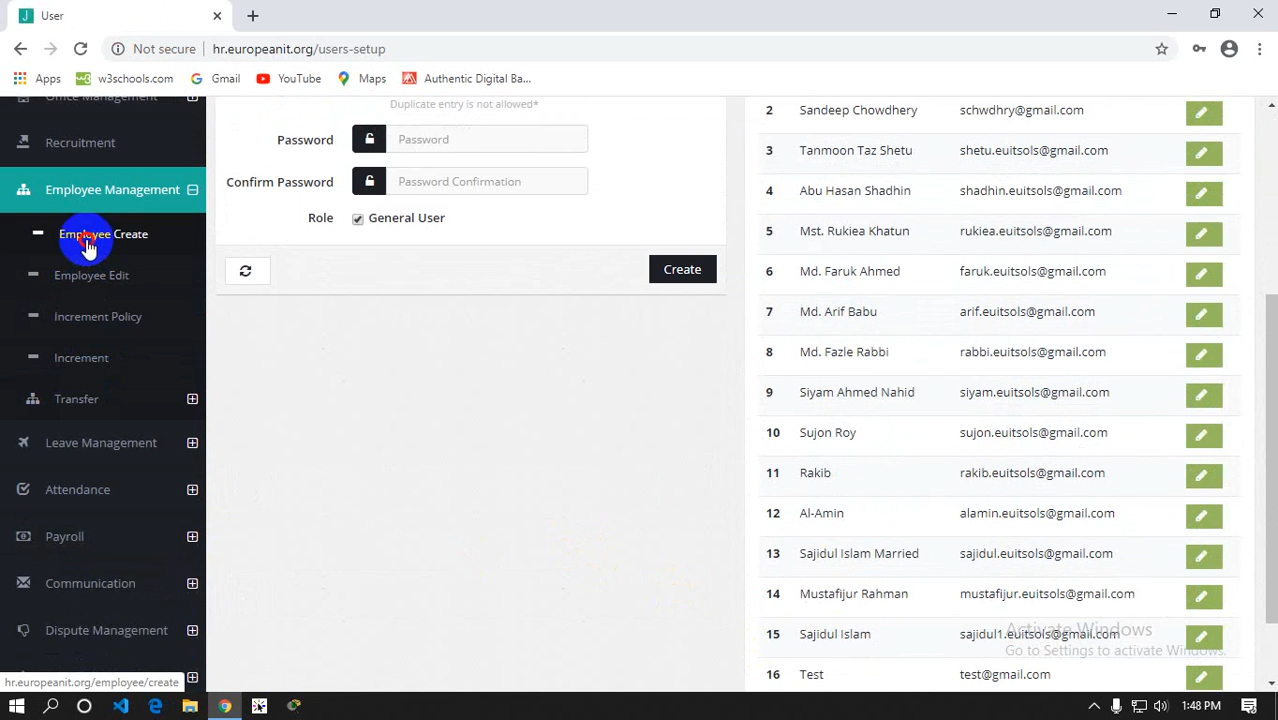 User
Not secure
hr.europeanit.org/users-setup
Apps
w3schools.com
Gmail
YouTube
Maps
Authentic Digital Ba...
Office Management
Recruitment
Employee Management
Employee Create
Employee Edit
Increment Policy
Increment
Transfer
Leave Management
Attendance
Payroll
Communication
Dispute Management
hr.europeanit.org/employee/create
Duplicate entry is not allowed*
Password
Password
Confirm Password
Password Confirmation
Role
General User
Create
2 Sandeep Chowdhery schwdhry@gmail.com
3 Tanmoon Taz Shetu shetu.euitsols@gmail.com
4 Abu Hasan Shadhin shadhin.euitsols@gmail.com
5 Mst. Rukiea Khatun rukiea.euitsols@gmail.com
6 Md. Faruk Ahmed faruk.euitsols@gmail.com
7 Md. Arif Babu arif.euitsols@gmail.com
8 Md. Fazle Rabbi rabbi.euitsols@gmail.com
9 Siyam Ahmed Nahid siyam.euitsols@gmail.com
10 Sujon Roy sujon.euitsols@gmail.com
11 Rakib rakib.euitsols@gmail.com
12 Al-Amin alamin.euitsols@gmail.com
13 Sajidul Islam Married sajidul.euitsols@gmail.com
14 Mustafijur Rahman mustafijur.euitsols@gmail.com
15 Sajidul Islam sajidul1.euitsols@gmail.com
16 Test test@gmail.com
Activate Windows
Go to Settings to activate Windows.
1:48 PM